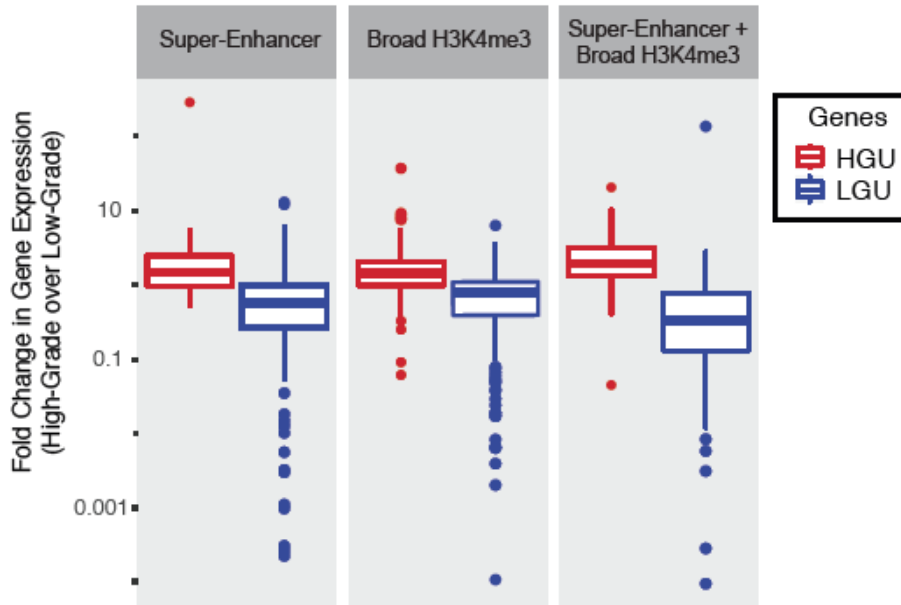 Super-Enhancer
Broad H3K4me3
Super-Enhancer +
Broad H3K4me3
Fold Change in Gene Expression
(High-Grade over Low-Grade)
10
0.1
0.001
Genes
HGU
LGU